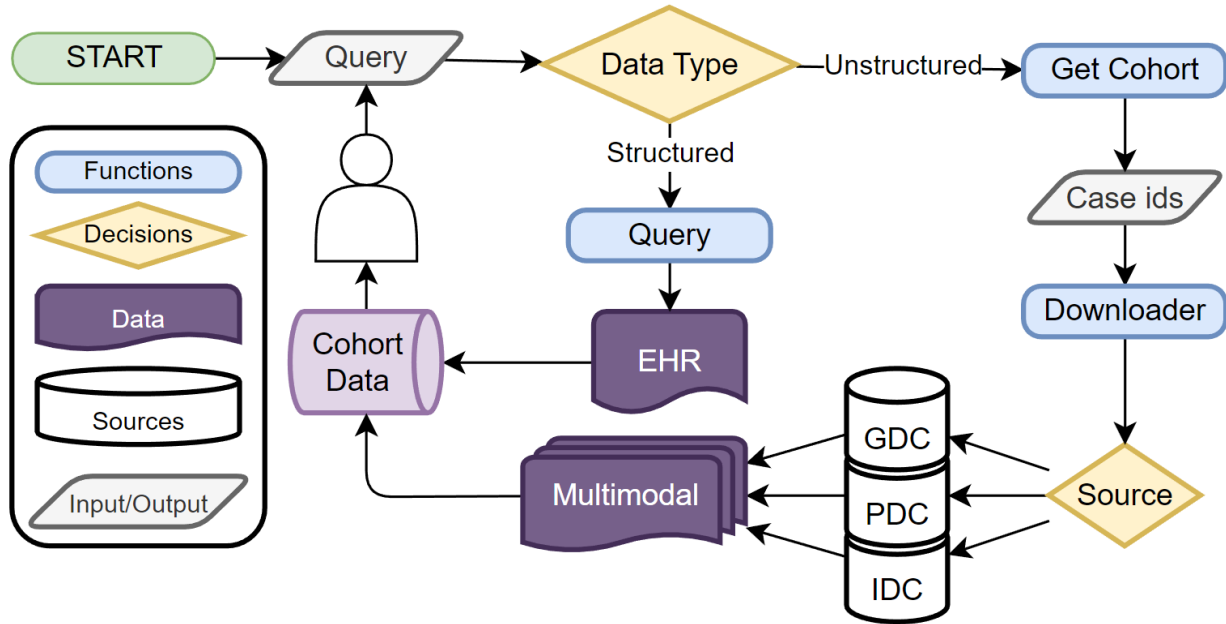 START
Query
Data Type
Unstructured
Get Cohort
Structured
Case ids
Query
Downloader
Functions
Decisions
Data
Sources
Input/Output
Cohort
Data
EHR
Multimodal
GDC
PDC
IDC
Source